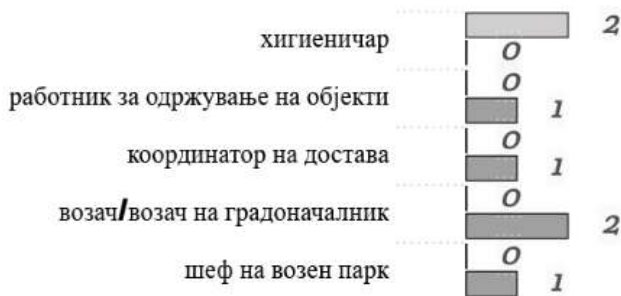 хигиеничар 2
0
работник за одржување на објекти 0
1
координатор на достава 0
1
возач/возач на градоначалник 0
2
шеф на возен парк 0
1